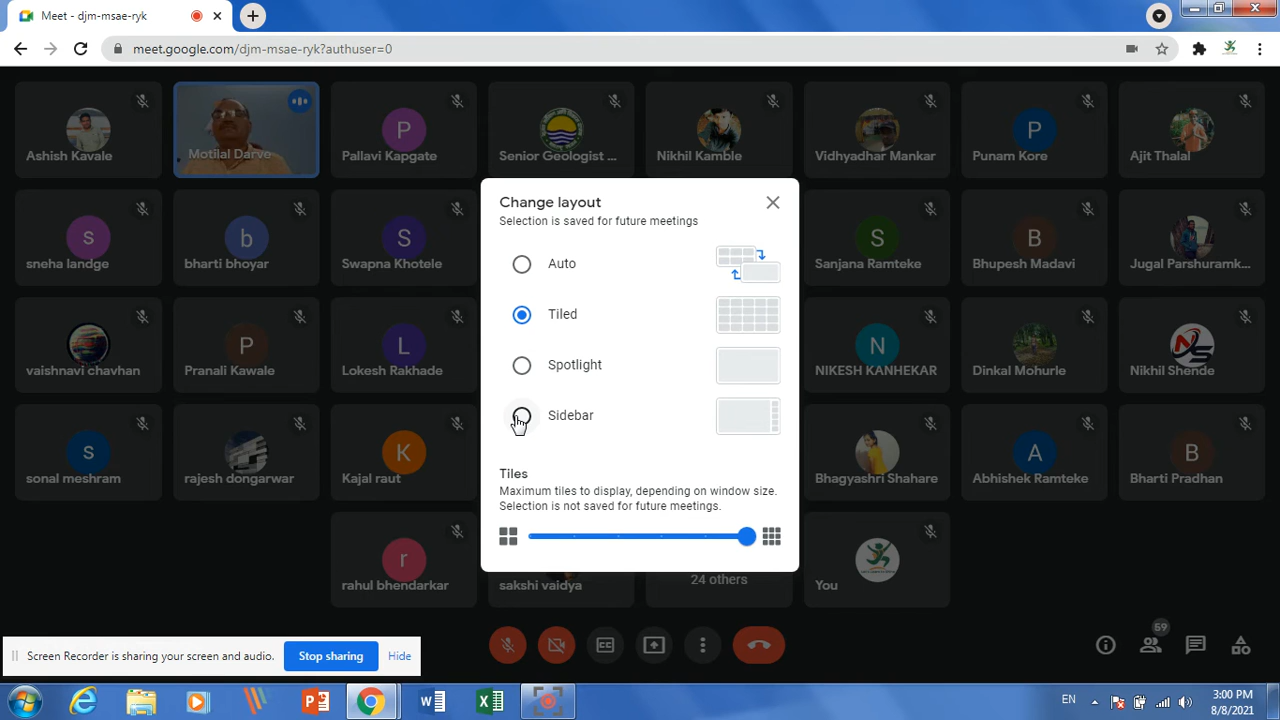 Meet - djm-msae-ryk
meet.google.com/djm-msae-ryk?authuser=0
Ashish Kavale
Motilal Darve
P
Pallavi Kapgate
Senior Geologist ...
Nikhil Kamble
Vidhyadhar Mankar
P
Punam Kore
Ajit Thalal
Change layout
Selection is saved for future meetings
Auto
Tiled
Spotlight
Sidebar
Tiles
Maximum tiles to display, depending on window size.
Selection is not saved for future meetings.
s
b
bharti bhoyar
S
Swapna Khotele
S
Sanjana Ramteke
B
Bhupesh Madavi
Jugal Parshuramk...
vaishnavi chavhan
P
Pranali Kawale
L
Lokesh Rakhade
N
NIKESH KANHEKAR
Dinkal Mohurle
Nikhil Shende
s
sonal meshram
rajesh dongarwar
K
Kajal raut
Bhagyashri Shahare
A
Abhishek Ramteke
B
Bharti Pradhan
r
rahul bhendarkar
sakshi vaidya
24 others
You
59
Screen Recorder is sharing your screen and audio.
Stop sharing
Hide
EN
3:00 PM
8/8/2021